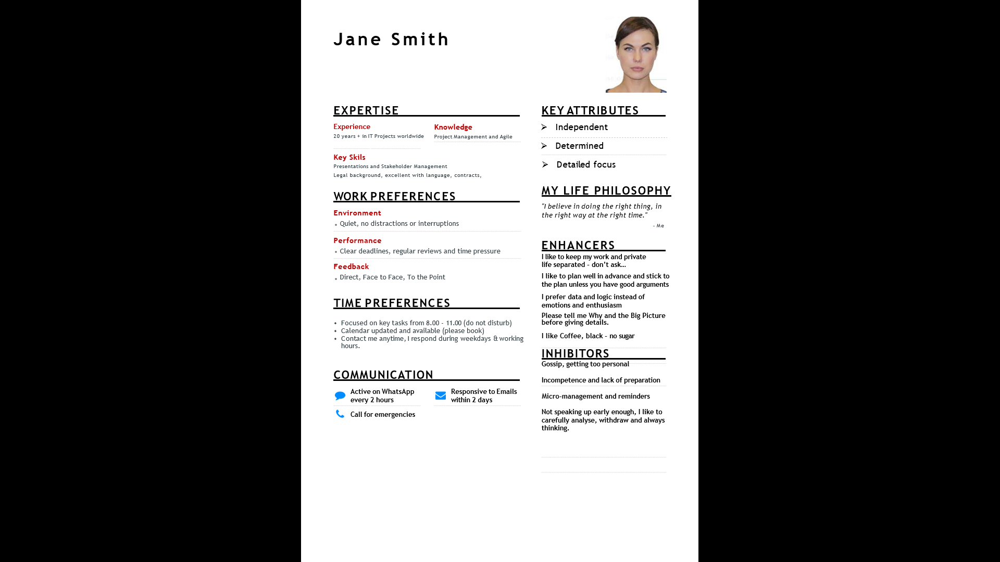 Jane Smith
EXPERTISE
Experience
20 years + in IT Projects worldwide
Knowledge
Project Management and Agile
Key Skils
Presentations and Stakeholder Management
Legal background, excellent with language, contracts,
WORK PREFERENCES
Environment
• Quiet, no distractions or interruptions
Performance
• Clear deadlines, regular reviews and time pressure
Feedback
• Direct, Face to Face, To the Point
TIME PREFERENCES
• Focused on key tasks from 8.00 - 11.00 (do not disturb)
• Calendar updated and available (please book)
• Contact me anytime, I respond during weekdays & working
hours.
COMMUNICATION
Active on WhatsApp
every 2 hours
Responsive to Emails
within 2 days
Call for emergencies
KEY ATTRIBUTES
➢ Independent
➢ Determined
➢ Detailed focus
MY LIFE PHILOSOPHY
"I believe in doing the right thing, in
the right way at the right time."
- Me
ENHANCERS
I like to keep my work and private
life separated – don’t ask…
I like to plan well in advance and stick to
the plan unless you have good arguments
I prefer data and logic instead of
emotions and enthusiasm
Please tell me Why and the Big Picture
before giving details.
I like Coffee, black – no sugar
INHIBITORS
Gossip, getting too personal
Incompetence and lack of preparation
Micro-management and reminders
Not speaking up early enough, I like to
carefully analyse, withdraw and always
thinking.